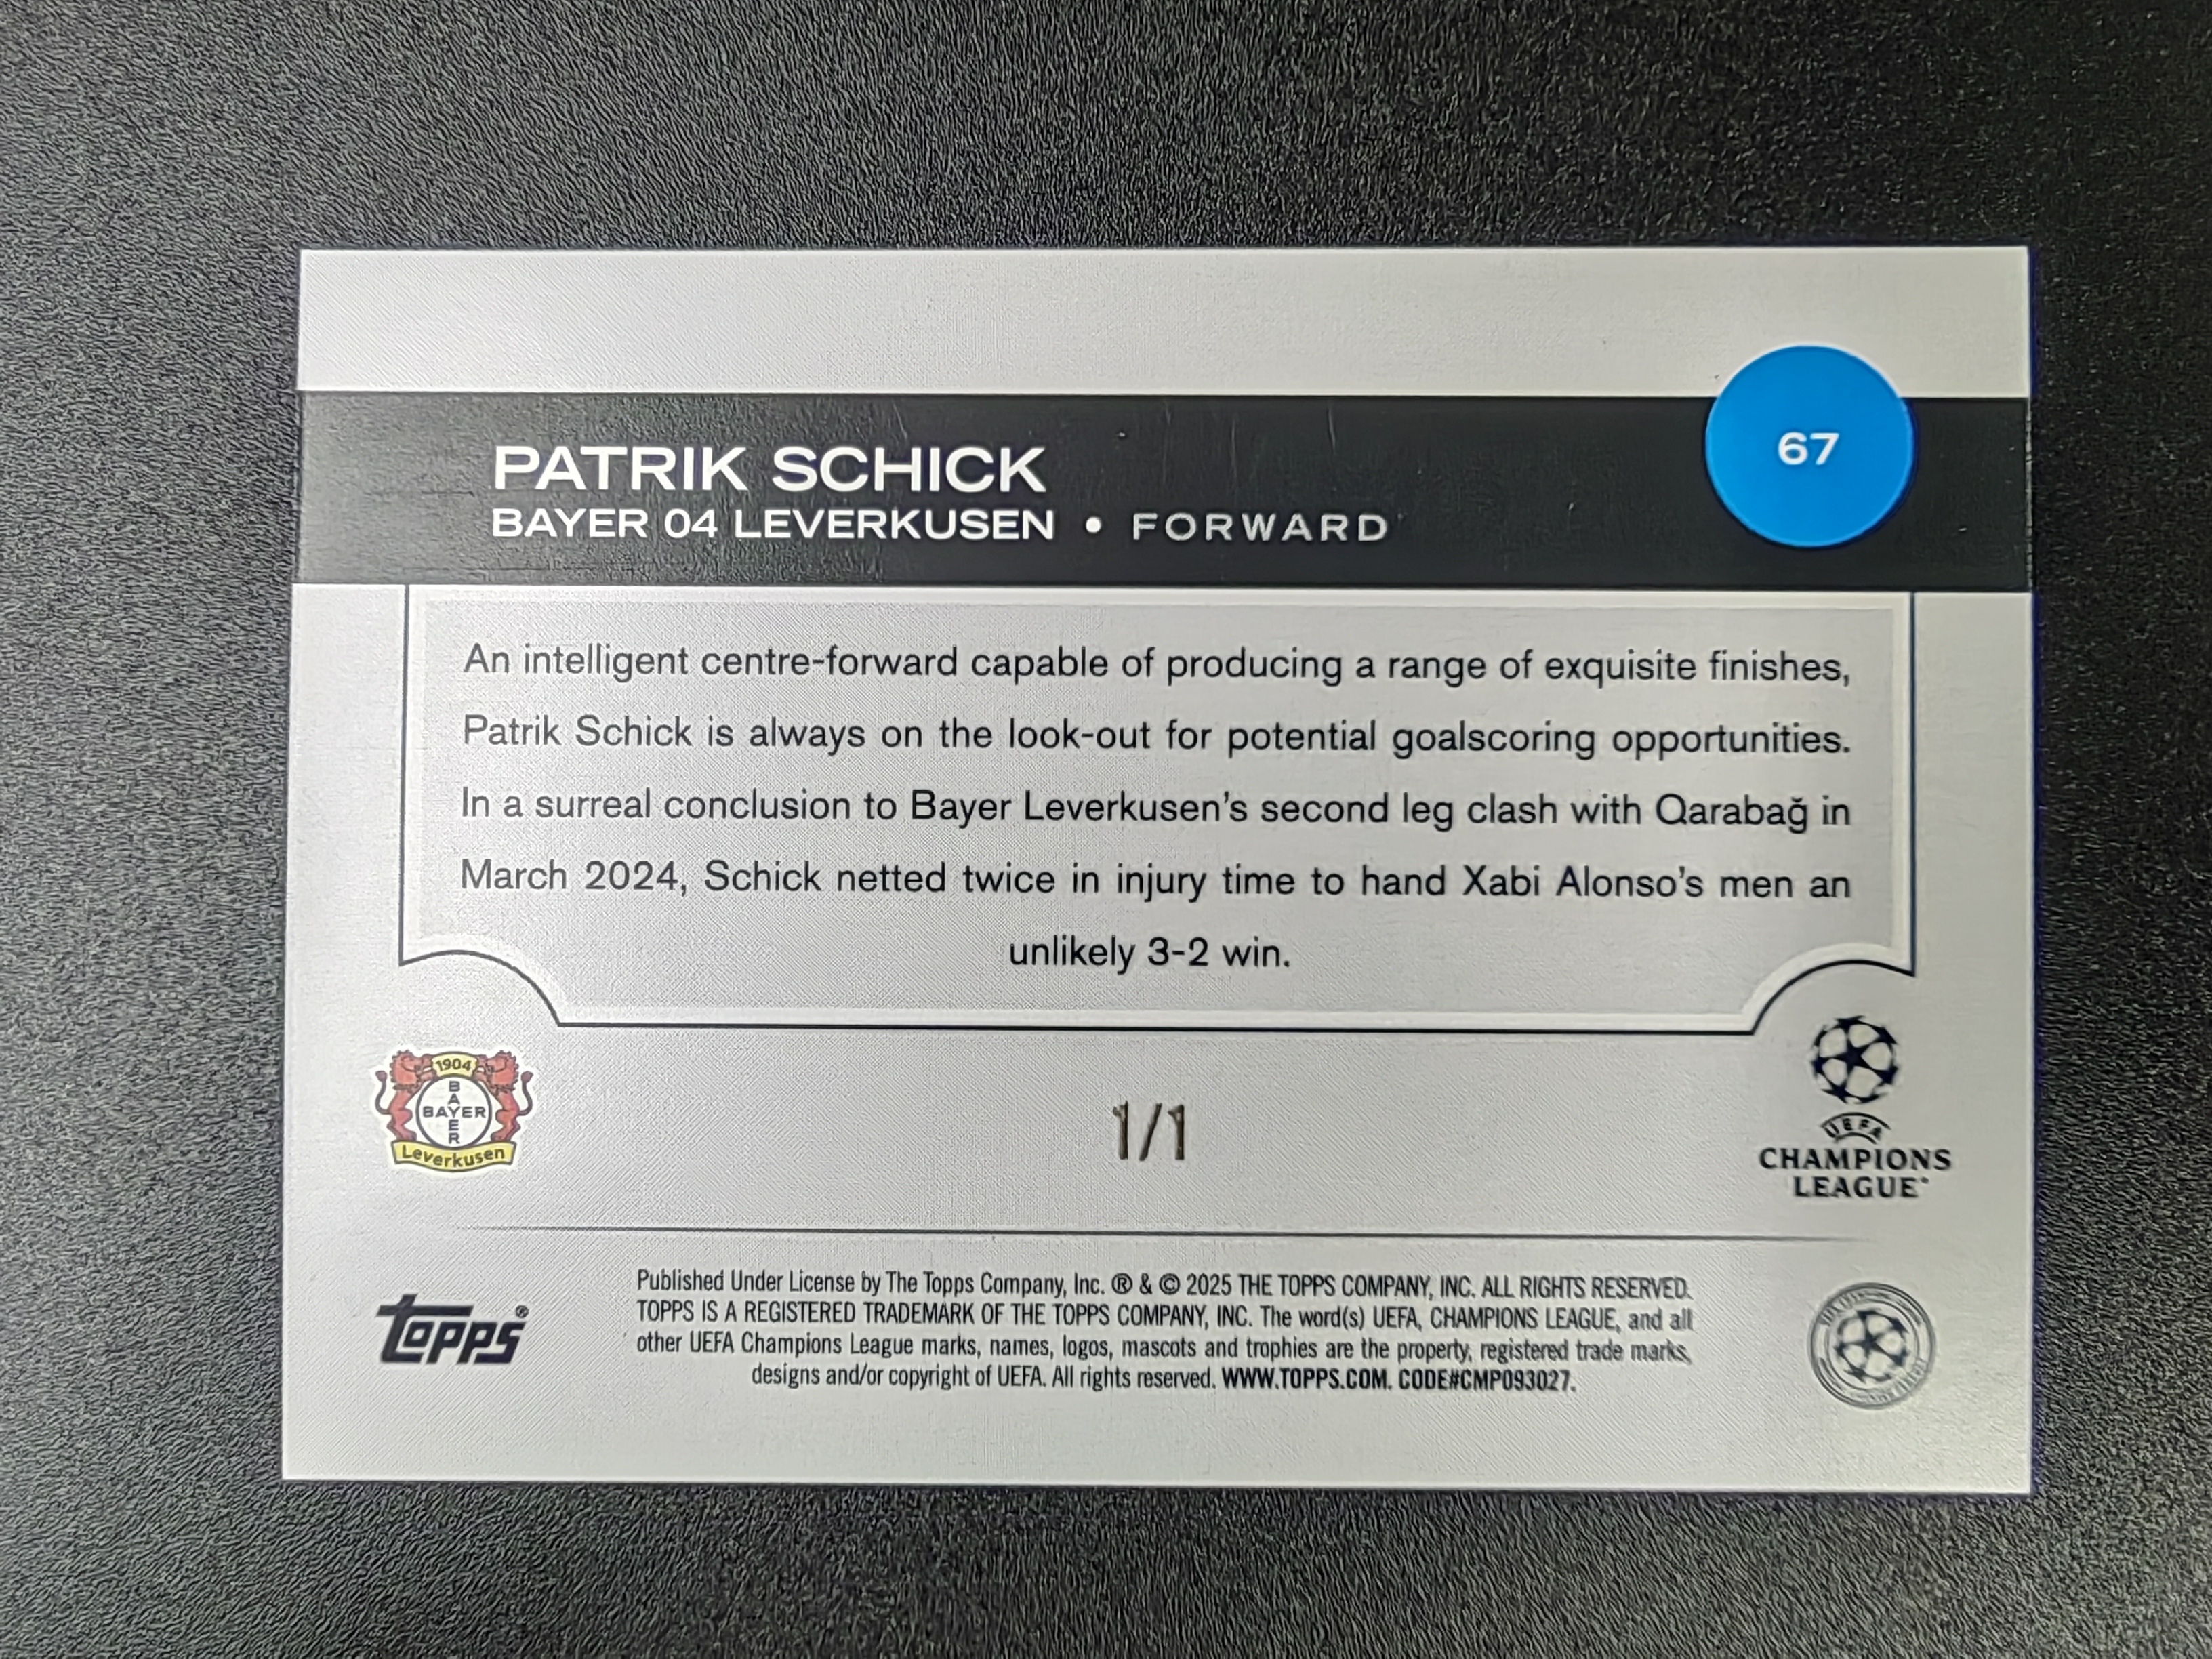 67
PATRIK SCHICK
BAYER 04 LEVERKUSEN • FORWARD
An intelligent centre-forward capable of producing a range of exquisite finishes,
Patrik Schick is always on the look-out for potential goalscoring opportunities.
In a surreal conclusion to Bayer Leverkusen’s second leg clash with Qarabağ in
March 2024, Schick netted twice in injury time to hand Xabi Alonso’s men an
unlikely 3-2 win.
1904
BAYER
BAYER
Leverkusen
1/1
UEFA
CHAMPIONS
LEAGUE
topps®
Published Under License by The Topps Company, Inc. ® & © 2025 THE TOPPS COMPANY, INC. ALL RIGHTS RESERVED.
TOPPS IS A REGISTERED TRADEMARK OF THE TOPPS COMPANY, INC. The word(s) UEFA, CHAMPIONS LEAGUE, and all
other UEFA Champions League marks, names, logos, mascots and trophies are the property, registered trade marks,
designs and/or copyright of UEFA. All rights reserved. WWW.TOPPS.COM. CODE#CMP093027.